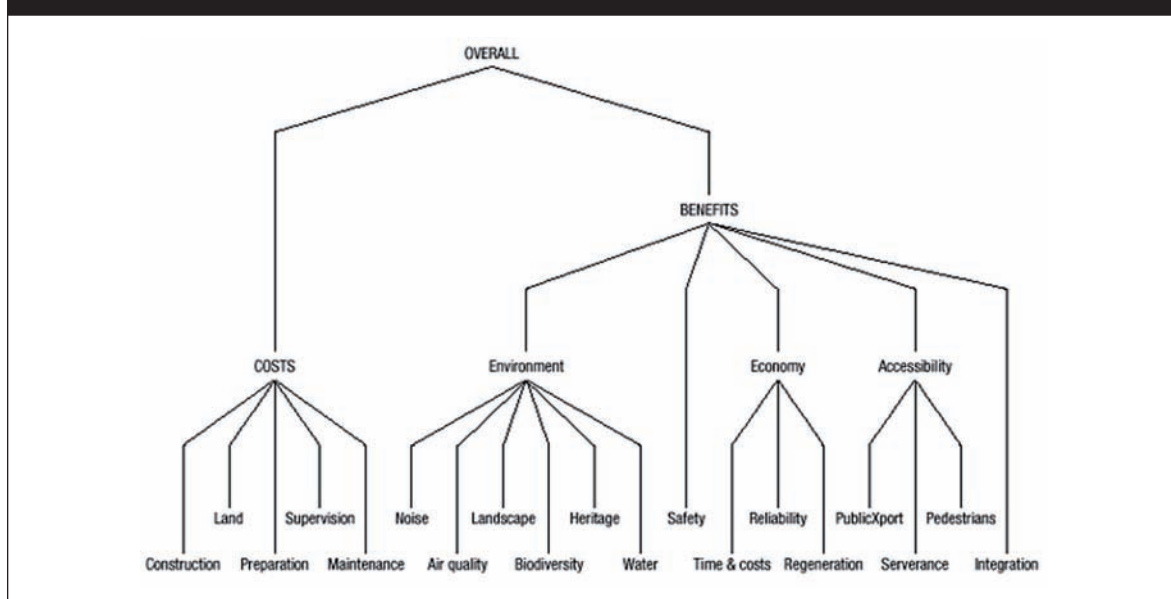 OVERALL
BENEFITS
COSTS Environment Economy Accessibility
Land Supervision Noise Landscape Heritage Safety Reliability PublicXport Pedestrians
Construction Preparation Maintenance Air quality Biodiversity Water Time & costs Regeneration Serverance Integration